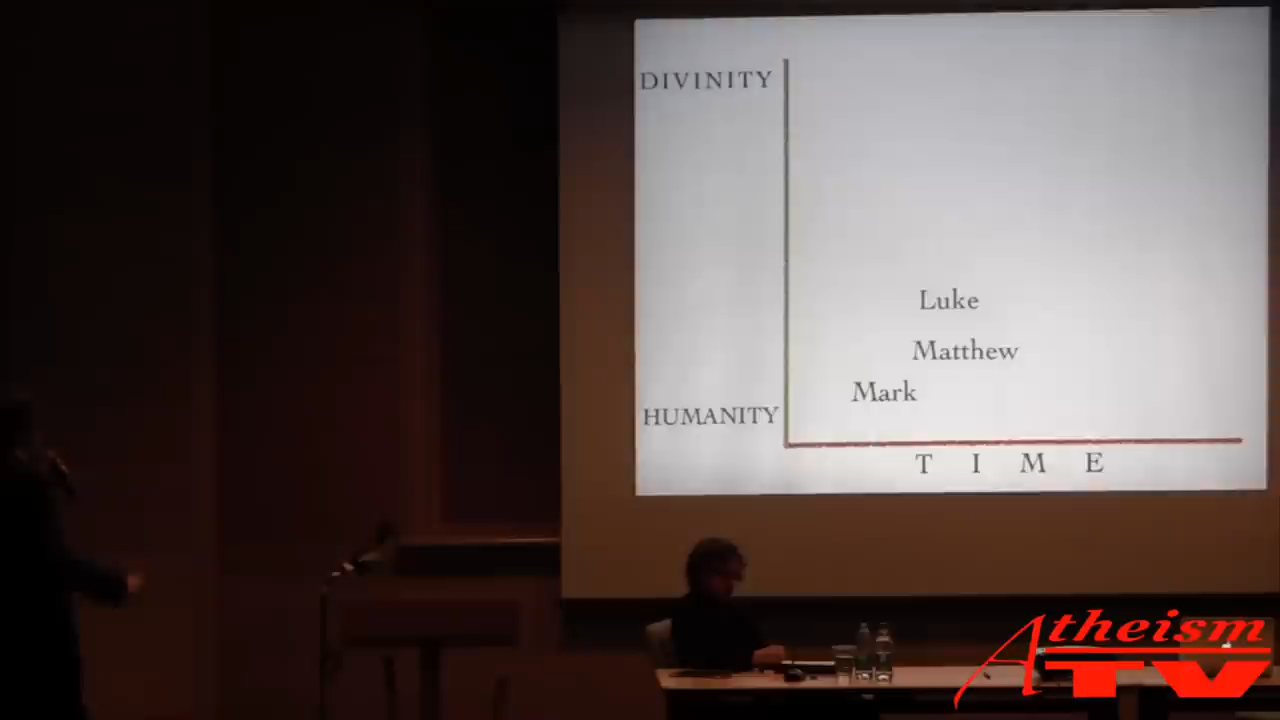 DIVINITY
Luke
Matthew
Mark
HUMANITY
T I M E
Atheism
TV